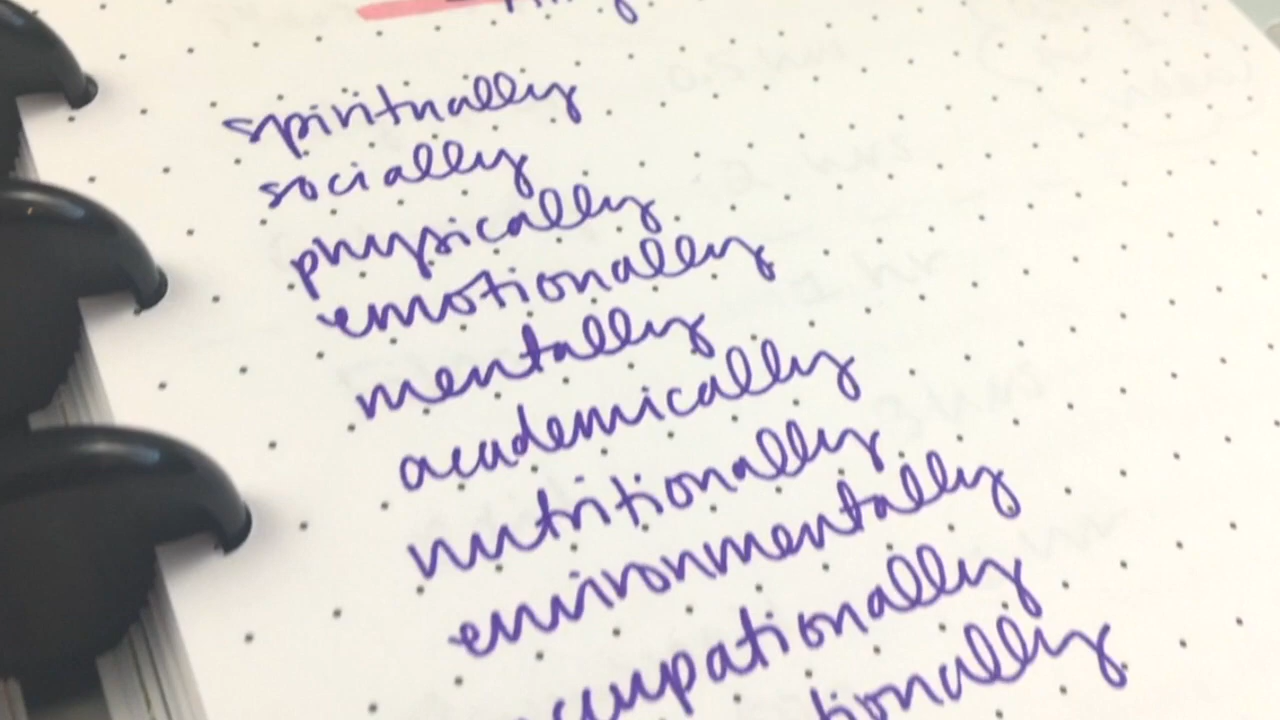 spiritually
socially
physically
emotionally
mentally
academically
nutritionally
environmentally